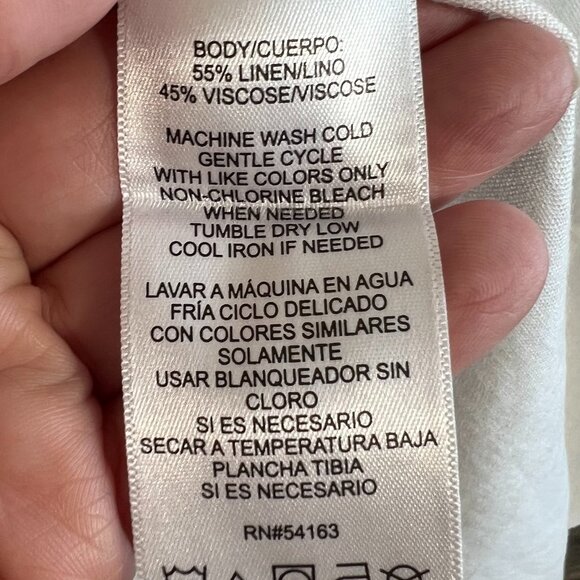 BODY/CUERPO:
55% LINEN/LINO
45% VISCOSE/VISCOSE
MACHINE WASH COLD
GENTLE CYCLE
WITH LIKE COLORS ONLY
NON-CHLORINE BLEACH
WHEN NEEDED
TUMBLE DRY LOW
COOL IRON IF NEEDED
LAVAR A MÁQUINA EN AGUA
FRÍA CICLO DELICADO
CON COLORES SIMILARES
SOLAMENTE
USAR BLANQUEADOR SIN
CLORO
SI ES NECESARIO
SECAR A TEMPERATURA BAJA
PLANCHA TIBIA
SI ES NECESARIO
RN#54163